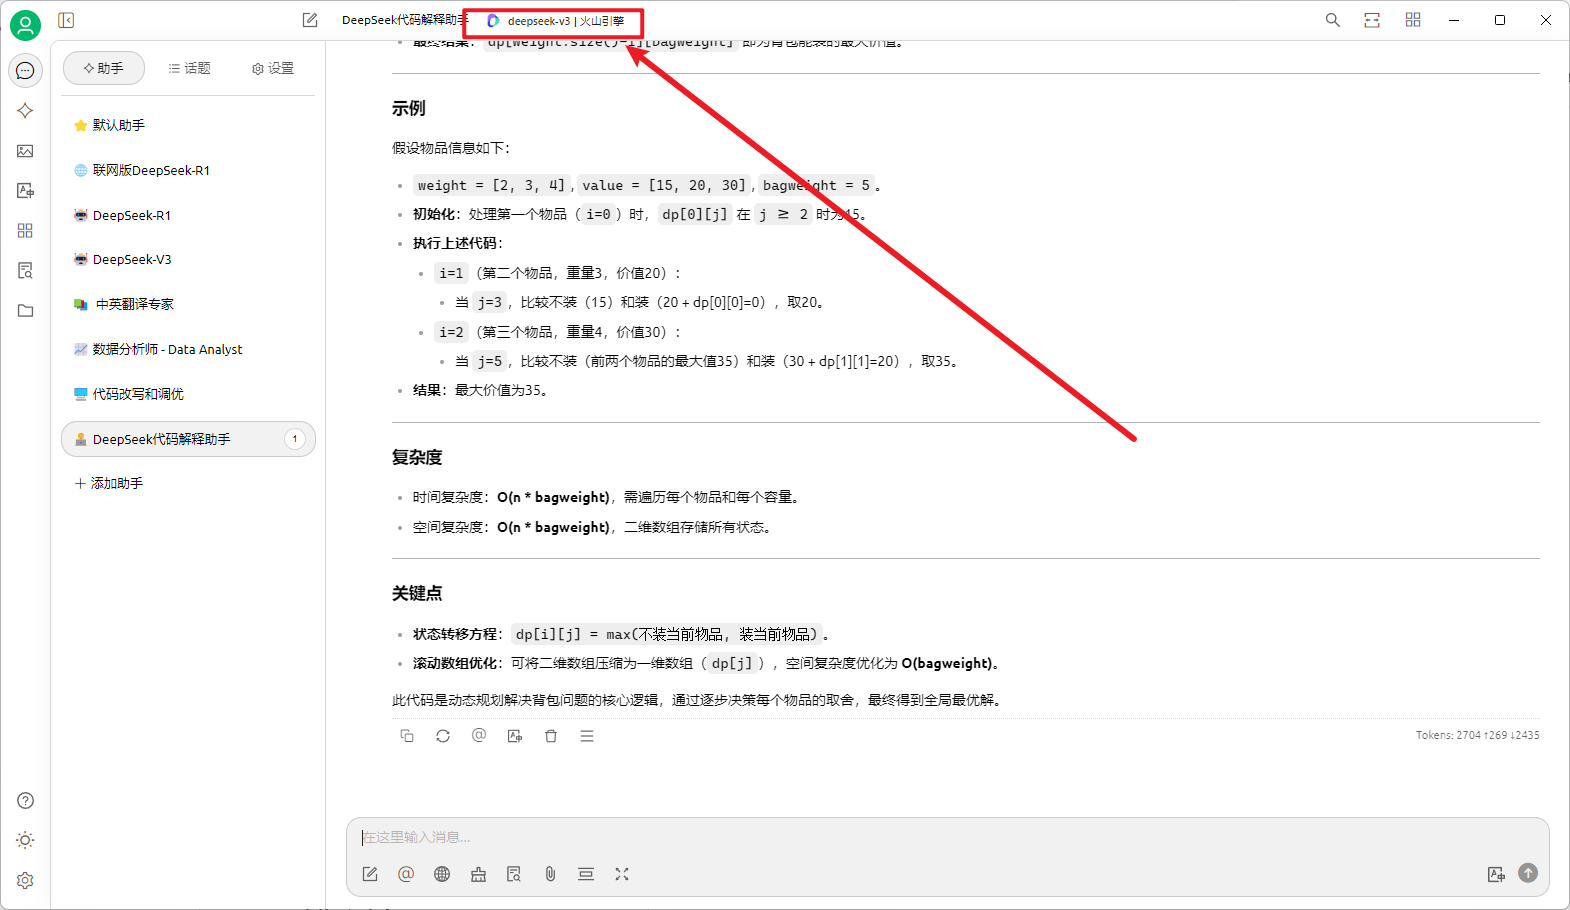 DeepSeek代码解释助手
deepseek-v3 | 火山引擎
助手
话题
设置
默认助手
联网版DeepSeek-R1
DeepSeek-R1
DeepSeek-V3
中英翻译专家
数据分析师 - Data Analyst
代码改写和调优
DeepSeek代码解释助手
1
添加助手
最终结果：dp[weight.size()-1][bagweight] 即为背包能装的最大价值。
示例
假设物品信息如下：
weight = [2, 3, 4], value = [15, 20, 30], bagweight = 5。
初始化：处理第一个物品（i=0）时，dp[0][j] 在 j ≥ 2 时为15。
执行上述代码：
i=1（第二个物品，重量3，价值20）：
当 j=3，比较不装（15）和装（20 + dp[0][0]=0），取20。
i=2（第三个物品，重量4，价值30）：
当 j=5，比较不装（前两个物品的最大值35）和装（30 + dp[1][1]=20），取35。
结果：最大价值为35。
复杂度
时间复杂度：O(n * bagweight)，需遍历每个物品和每个容量。
空间复杂度：O(n * bagweight)，二维数组存储所有状态。
关键点
状态转移方程：dp[i][j] = max(不装当前物品, 装当前物品)。
滚动数组优化：可将二维数组压缩为一维数组（dp[j]），空间复杂度优化为 O(bagweight)。
此代码是动态规划解决背包问题的核心逻辑，通过逐步决策每个物品的取舍，最终得到全局最优解。
Tokens: 2704 ↑269 ↓2435
在这里输入消息...